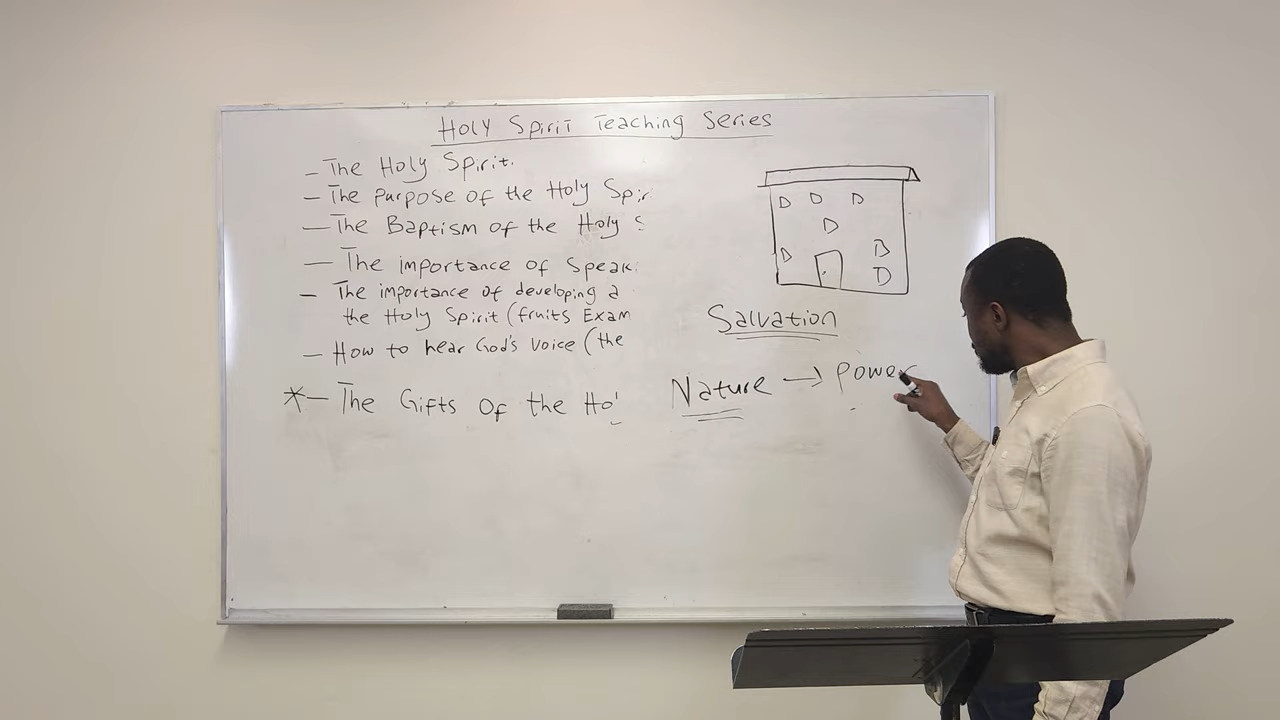 Holy Spirit Teaching Series
- The Holy Spirit.
- The purpose of the Holy Spir
- The Baptism of the Holy S
- The importance of Speak
- The importance of developing a
the Holy Spirit (fruits Exam
- How to hear God's Voice (the
*- The Gifts Of the Ho
D D D
D
D D
D
Salvation
Nature → Power